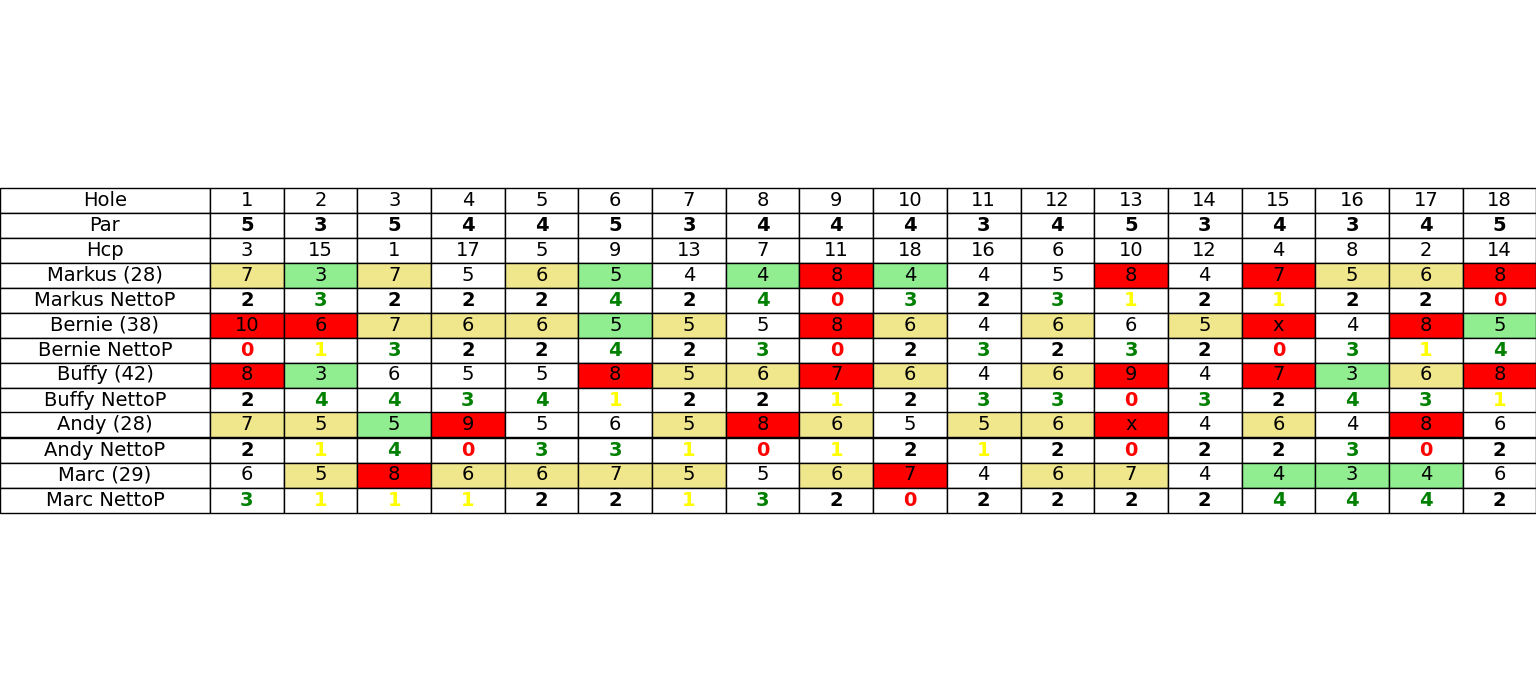 Hole 1 2 3 4 5 6 7 8 9 10 11 12 13 14 15 16 17 18
Par 5 3 5 4 4 5 3 4 4 4 3 4 5 3 4 3 4 5
Hcp 3 15 1 17 5 9 13 7 11 18 16 6 10 12 4 8 2 14
Markus (28) 7 3 7 5 6 5 4 4 8 4 4 5 8 4 7 5 6 8
Markus NettoP 2 3 2 2 2 4 2 4 0 3 2 3 1 2 1 2 2 0
Bernie (38) 10 6 7 6 6 5 5 5 8 6 4 6 6 5 x 4 8 5
Bernie NettoP 0 1 3 2 2 4 2 3 0 2 3 2 3 2 0 3 1 4
Buffy (42) 8 3 6 5 5 8 5 6 7 6 4 6 9 4 7 3 6 8
Buffy NettoP 2 4 4 3 4 1 2 2 1 2 3 3 0 3 2 4 3 1
Andy (28) 7 5 5 9 5 6 5 8 6 5 5 6 x 4 6 4 8 6
Andy NettoP 2 1 4 0 3 3 1 0 1 2 1 2 0 2 2 3 0 2
Marc (29) 6 5 8 6 6 7 5 5 6 7 4 6 7 4 4 3 4 6
Marc NettoP 3 1 1 1 2 2 1 3 2 0 2 2 2 2 4 4 4 2